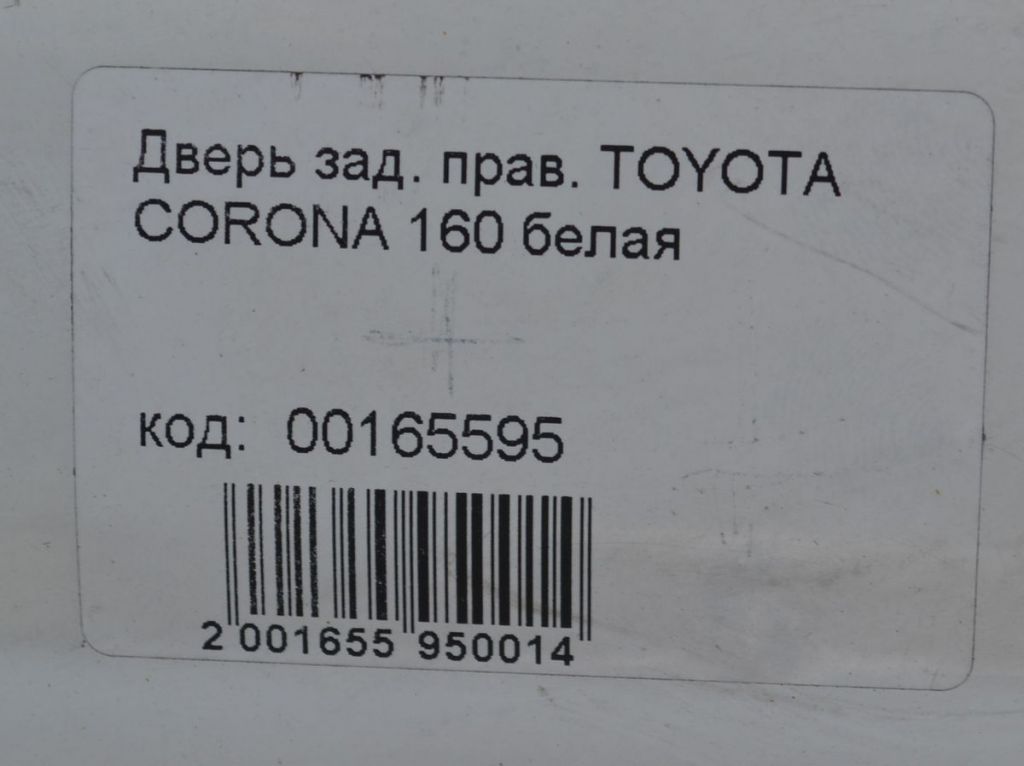 Дверь зад. прав. TOYOTA
CORONA 160 белая
код: 00165595
2 001655 950014